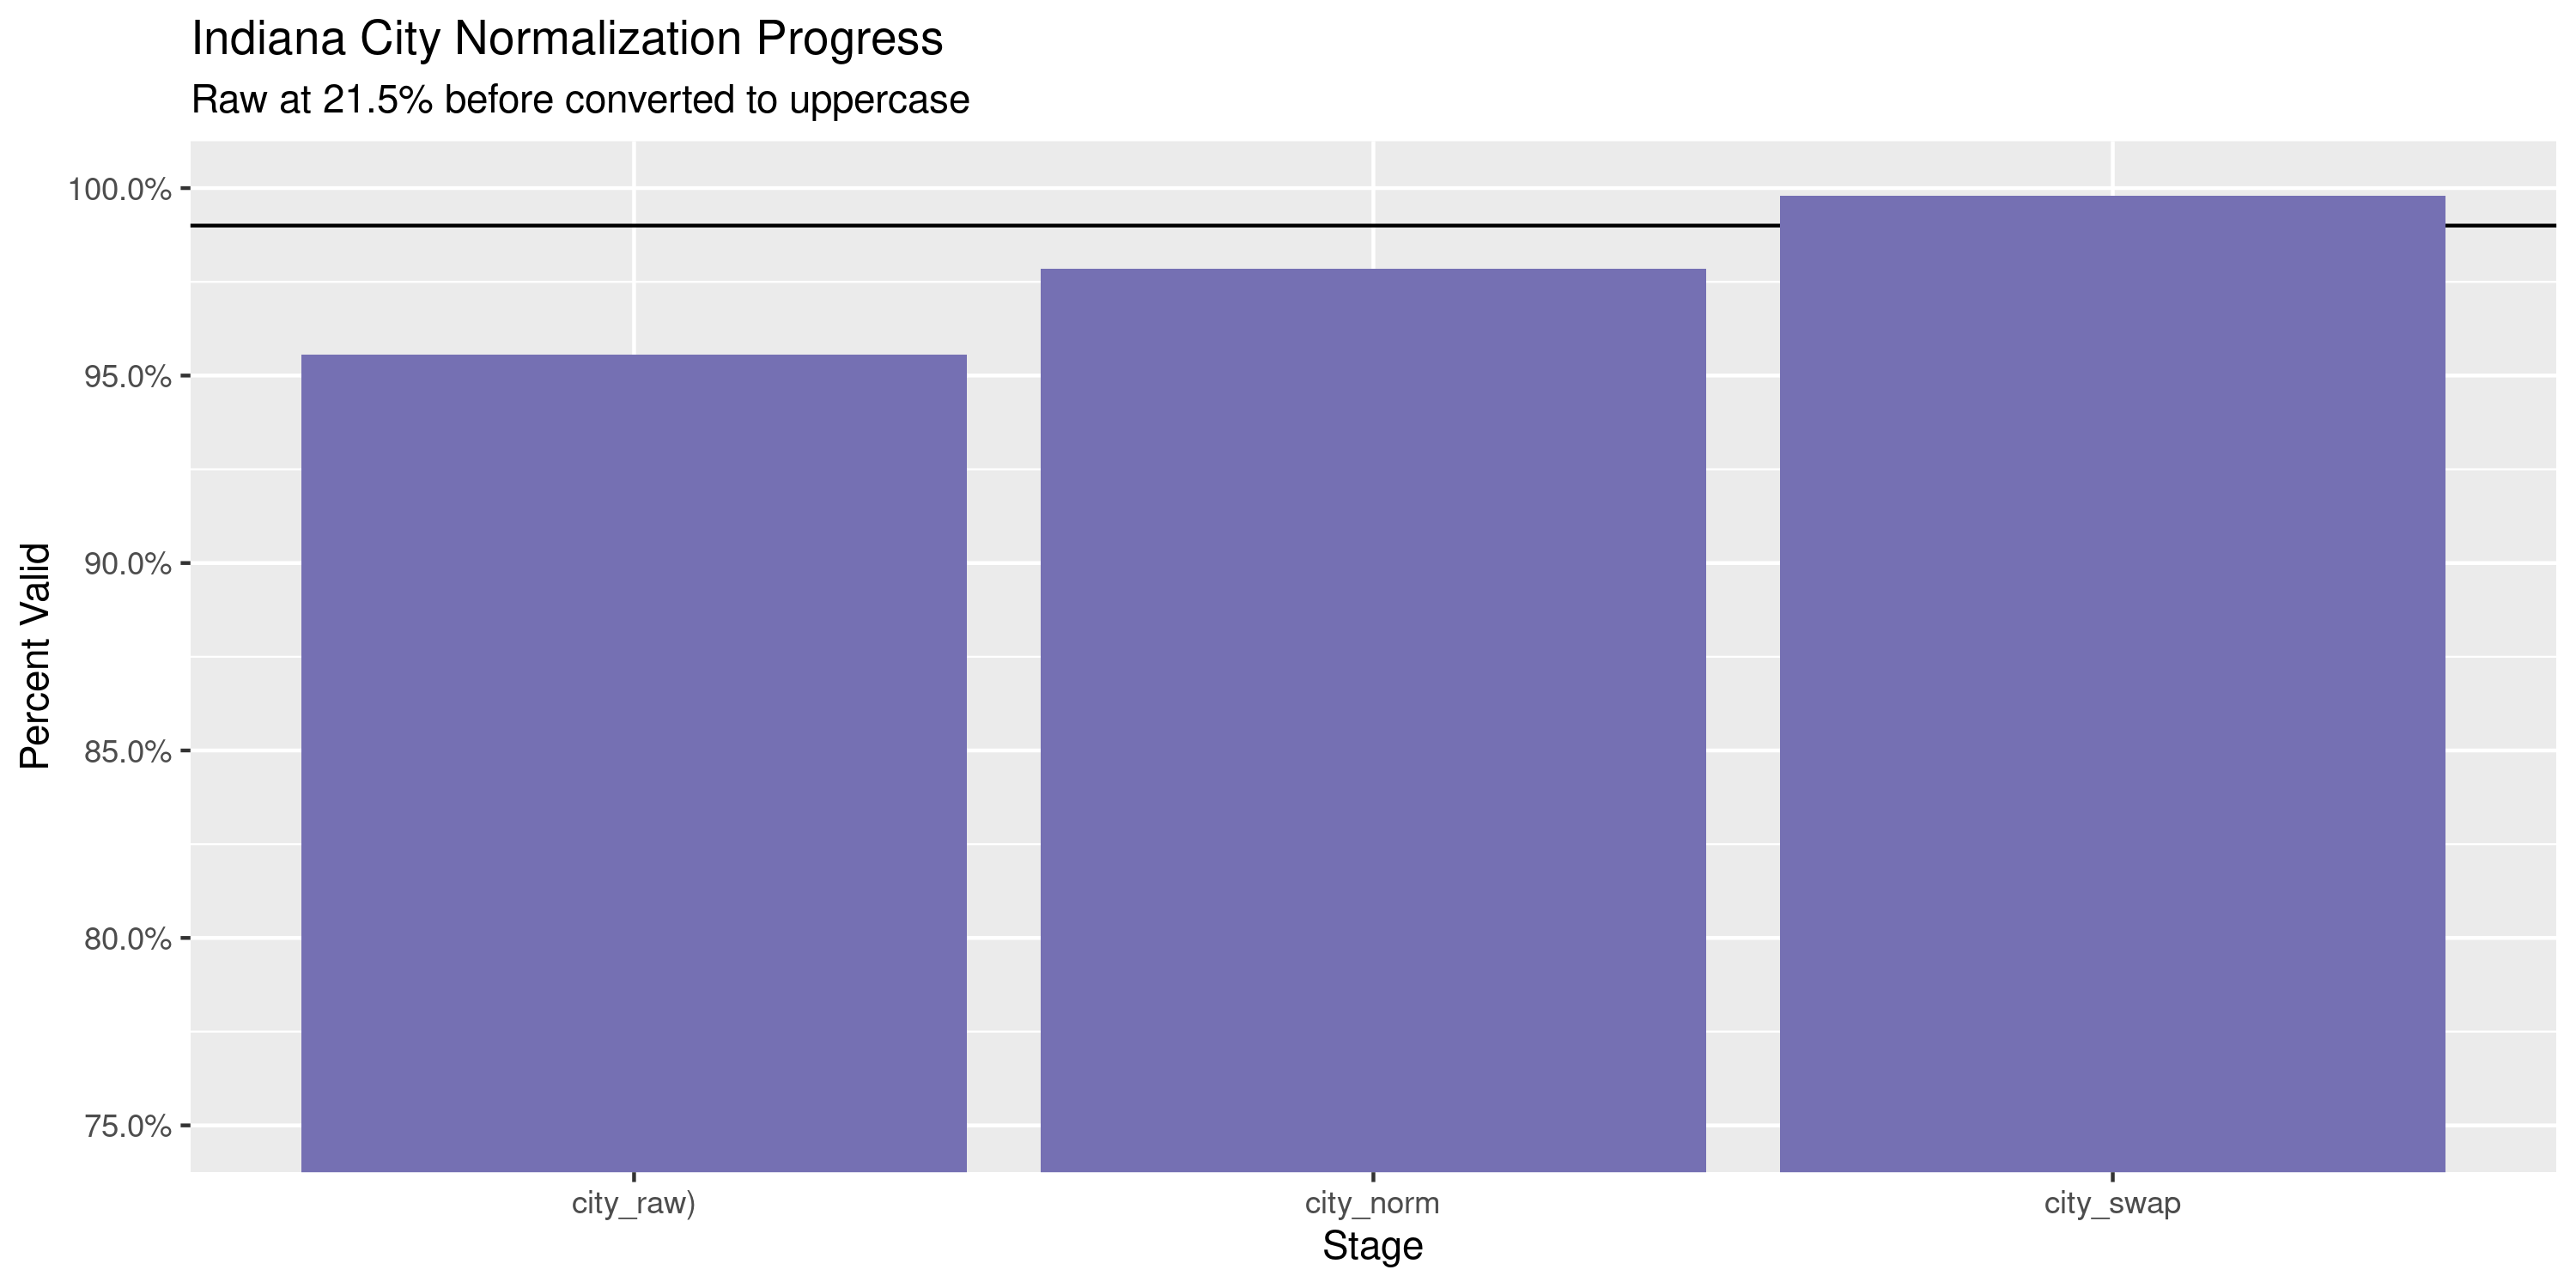 Indiana City Normalization Progress
Raw at 21.5% before converted to uppercase
100.0%
95.0%
90.0%
85.0%
80.0%
75.0%
Percent Valid
city_raw)
city_norm
city_swap
Stage